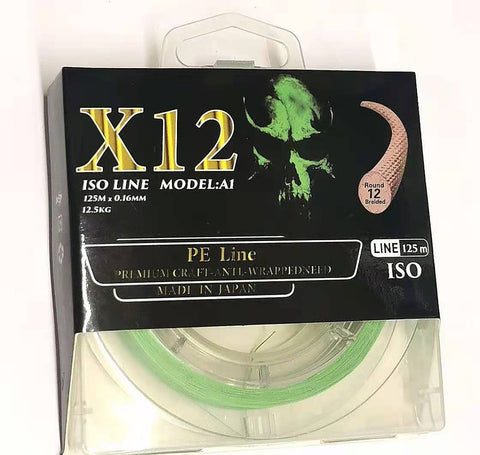 X12
ISO LINE MODEL:A1
125M x 0.16MM
12.5KG
Round
12
Breided
PE Line
PREMIUM CRAFT-ANTI-WRAPPEDNEED
MADE IN JAPAN
LINE 125 m
ISO